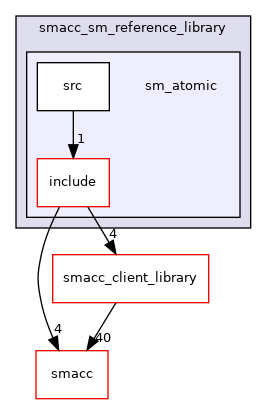 smacc_sm_reference_library
src
sm_atomic
1
include
4
smacc_client_library
4
40
smacc